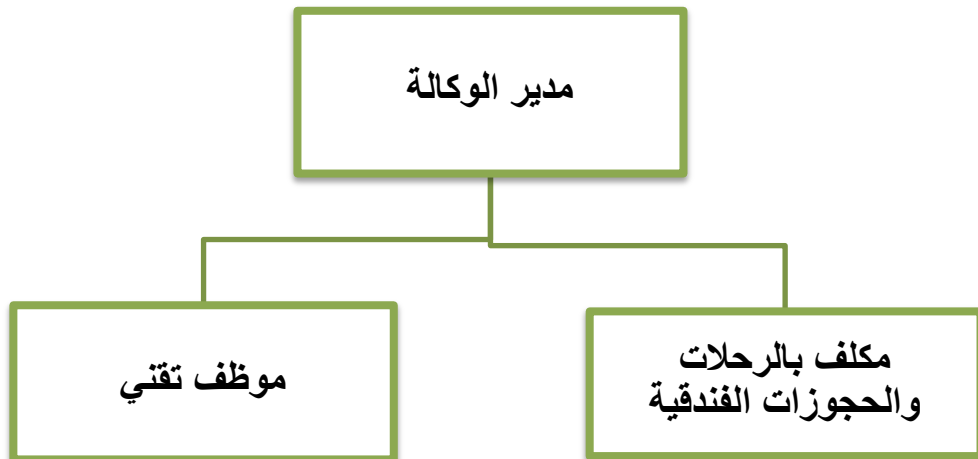 مدير الوكالة
مكلف بالرحلات
والحجوزات الفندقية
موظف تقني